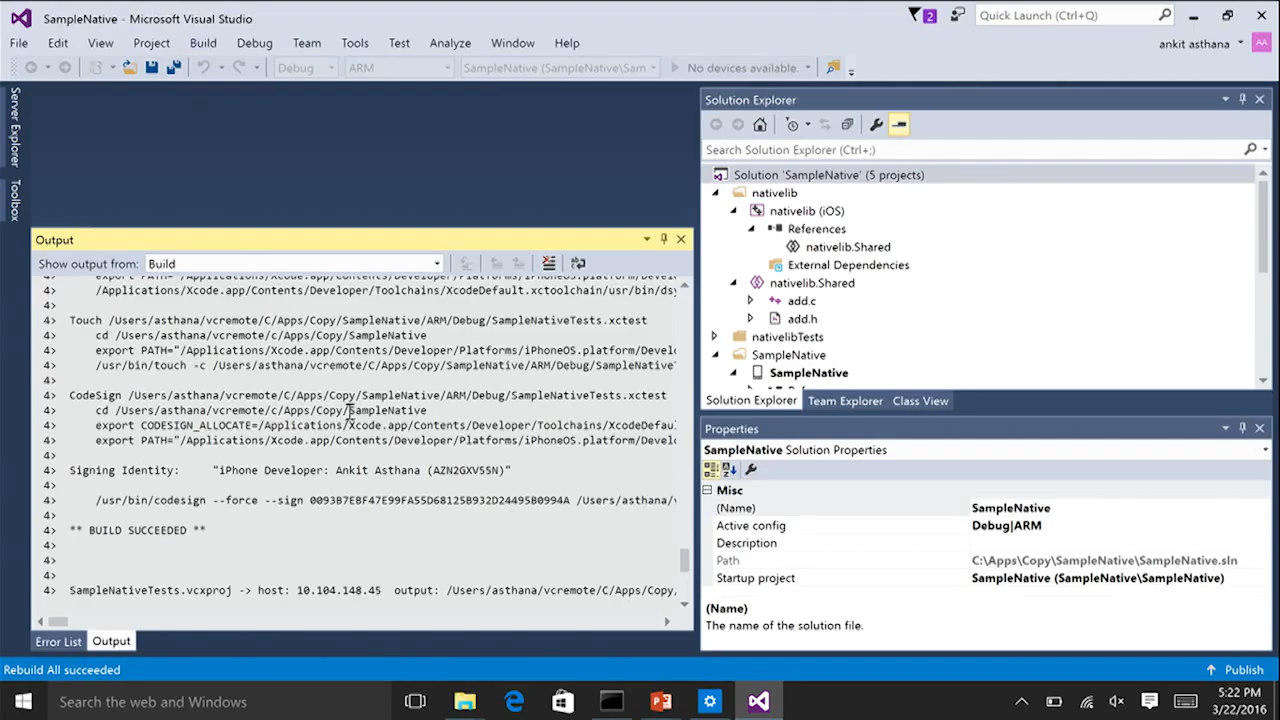 SampleNative - Microsoft Visual Studio
2
Quick Launch (Ctrl+Q)
File Edit View Project Build Debug Team Tools Test Analyze Window Help
ankit asthana
AA
Debug
ARM
SampleNative (SampleNative\Sam
No devices available.
Server Explorer
Toolbox
Output
Show output from: Build
4> /Applications/Xcode.app/Contents/Developer/Toolchains/XcodeDefault.xctoolchain/usr/bin/dsy
4>
4> Touch /Users/asthana/vcremote/C/Apps/Copy/SampleNative/ARM/Debug/SampleNativeTests.xctest
4> cd /Users/asthana/vcremote/C/Apps/Copy/SampleNative
4> export PATH="/Applications/Xcode.app/Contents/Developer/Platforms/iPhoneOS.platform/Develo
4> /usr/bin/touch -c /Users/asthana/vcremote/C/Apps/Copy/SampleNative/ARM/Debug/SampleNativeT
4>
4> CodeSign /Users/asthana/vcremote/C/Apps/Copy/SampleNative/ARM/Debug/SampleNativeTests.xctest
4> cd /Users/asthana/vcremote/c/Apps/Copy/SampleNative
4> export CODESIGN_ALLOCATE=/Applications/Xcode.app/Contents/Developer/Toolchains/XcodeDefau
4> export PATH="/Applications/Xcode.app/Contents/Developer/Platforms/iPhoneOS.platform/Develo
4>
4> Signing Identity: "iPhone Developer: Ankit Asthana (AZN2GXV55N)"
4>
4> /usr/bin/codesign --force --sign 0093B7EBF47E99FA55D68125B932D24495B0994A /Users/asthana/v
4>
4> ** BUILD SUCCEEDED **
4>
4>
4>
4> SampleNativeTests.vcxproj -> host: 10.104.148.45 output: /Users/asthana/vcremote/C/Apps/Copy/
Error List
Output
Solution Explorer
Search Solution Explorer (Ctrl+;)
Solution 'SampleNative' (5 projects)
nativelib
nativelib (iOS)
References
nativelib.Shared
External Dependencies
nativelib.Shared
add.c
add.h
nativelibTests
SampleNative
SampleNative
Solution Explorer Team Explorer Class View
Properties
SampleNative Solution Properties
Misc
(Name) SampleNative
Active config Debug|ARM
Description
Path C:\Apps\Copy\SampleNative\SampleNative.sln
Startup project SampleNative (SampleNative\SampleNative)
(Name)
The name of the solution file.
Rebuild All succeeded
Publish
Search the web and Windows
5:22 PM
3/22/2016